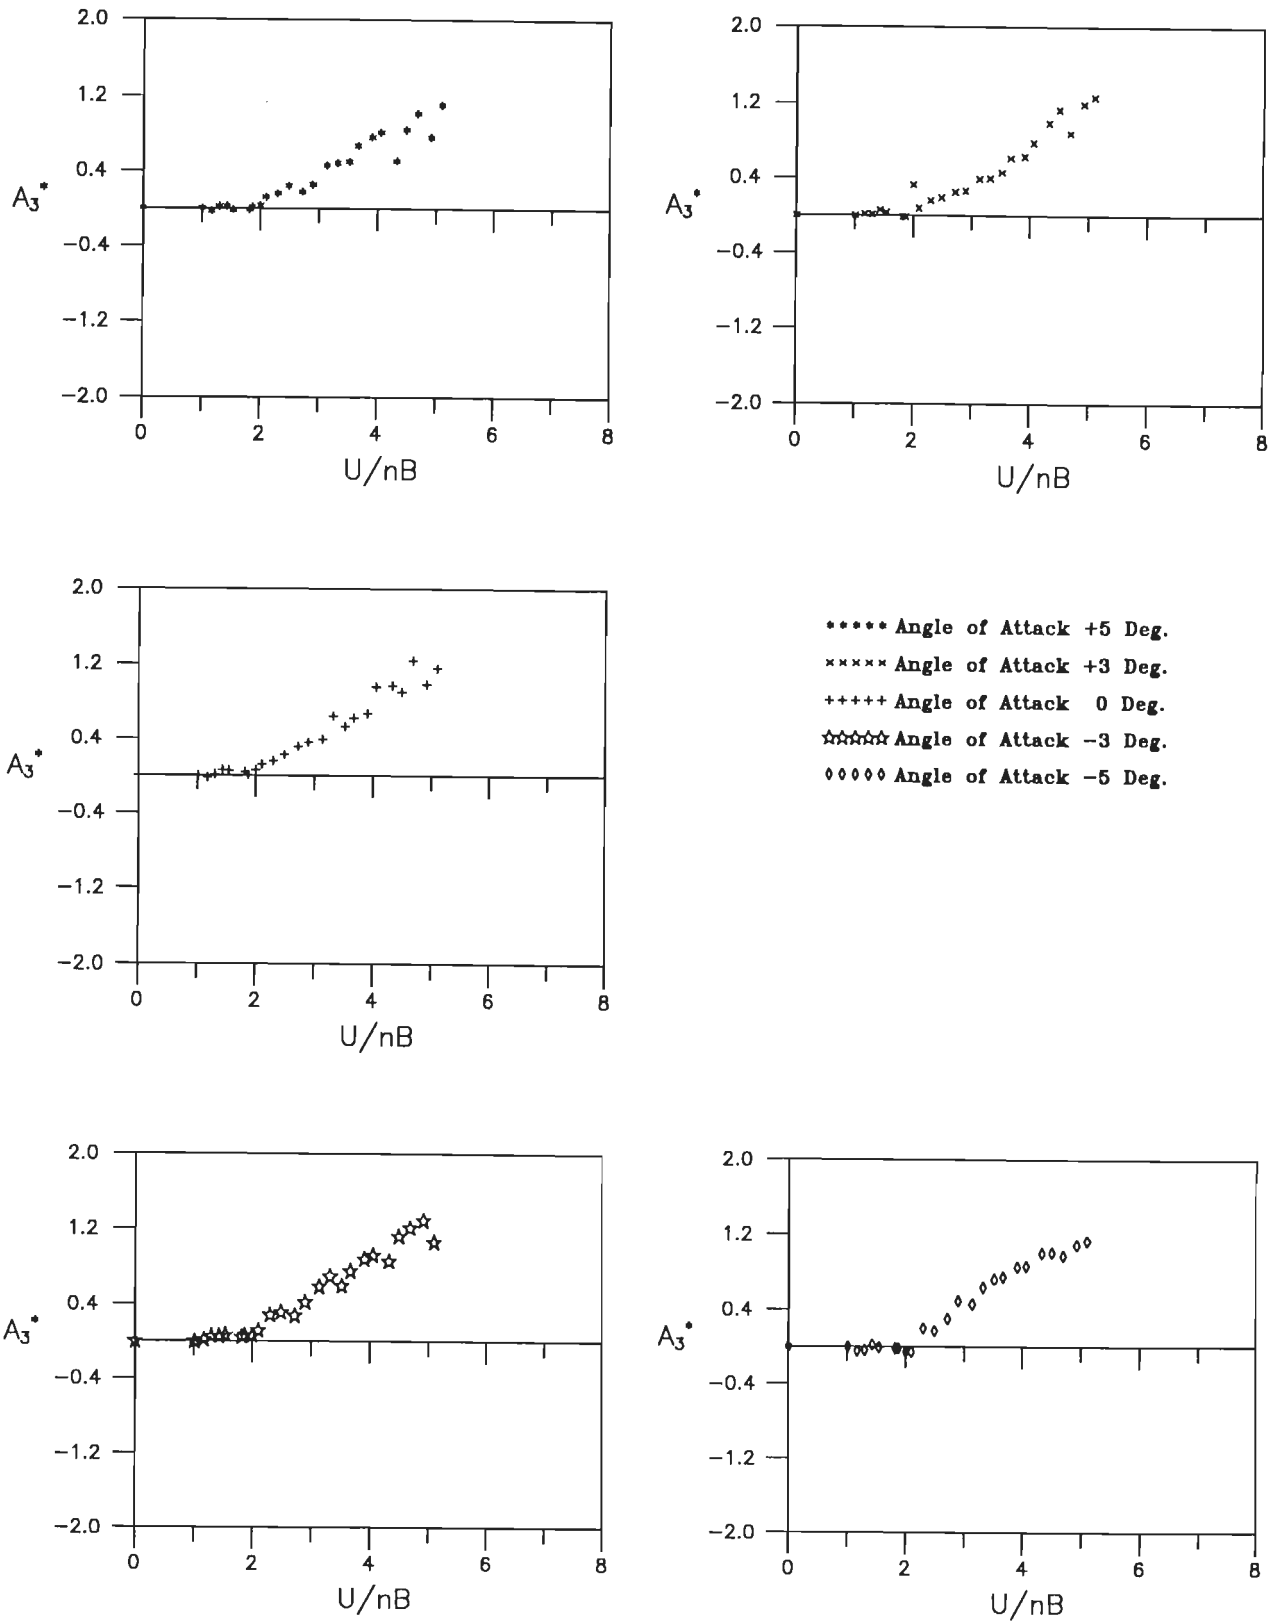 2.0
1.2
0.4
A3*
−0.4
−1.2
−2.0
0 2 4 6 8
U/nB
2.0
1.2
0.4
A3*
−0.4
−1.2
−2.0
0 2 4 6 8
U/nB
2.0
1.2
0.4
A3*
−0.4
−1.2
−2.0
0 2 4 6 8
U/nB
Angle of Attack +5 Deg.
Angle of Attack +3 Deg.
Angle of Attack 0 Deg.
Angle of Attack −3 Deg.
Angle of Attack −5 Deg.
2.0
1.2
0.4
A3*
−0.4
−1.2
−2.0
0 2 4 6 8
U/nB
2.0
1.2
0.4
A3*
−0.4
−1.2
−2.0
0 2 4 6 8
U/nB